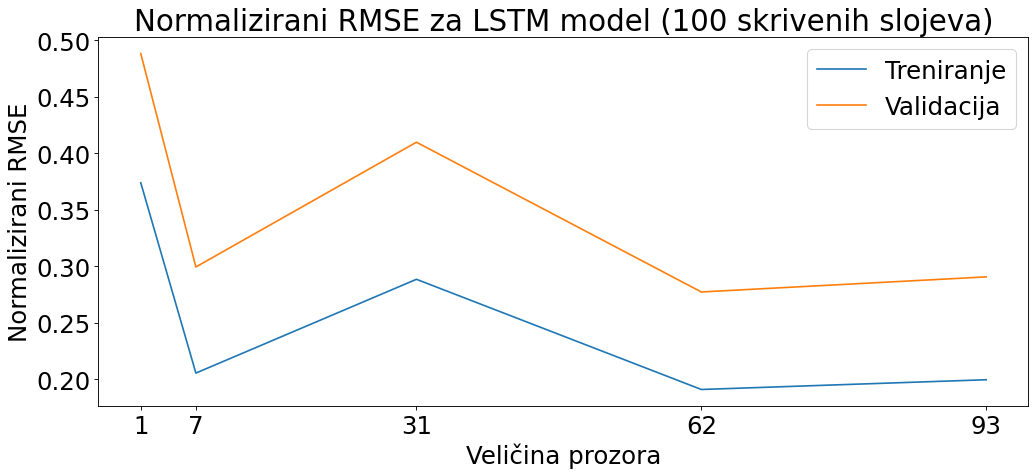 Normalizirani RMSE za LSTM model (100 skrivenih slojeva)
Normalizirani RMSE
0.50
0.45
0.40
0.35
0.30
0.25
0.20
Treniranje
Validacija
1 7 31 62 93
Veličina prozora